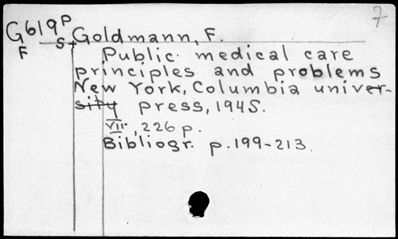 7
G619p
F S Goldmann, F.
Public medical care
principles and problems
New York, Columbia univer-
sity press, 1945.
VII, 226 p.
Bibliogr. p. 199-213.